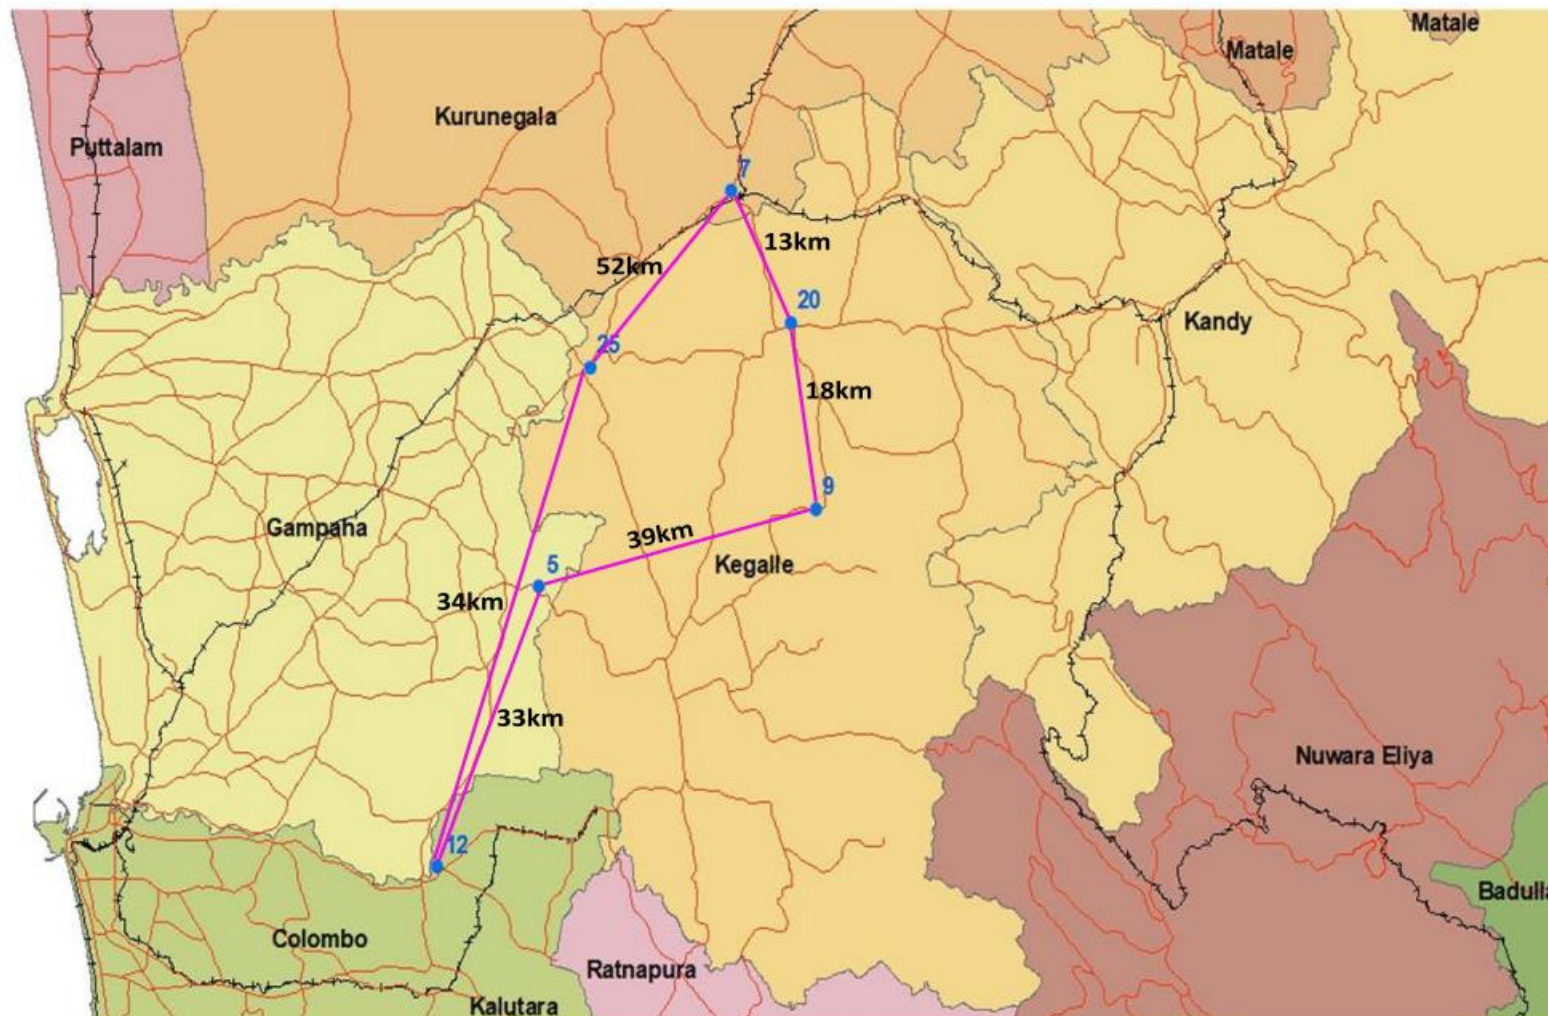 Matale
Matale
Kurunegala
Puttalam
7
13km
52km
20
Kandy
25
18km
9
Gampaha
39km
5
Kegalle
34km
33km
Nuwara Eliya
12
Badulla
Colombo
Ratnapura
Kalutara